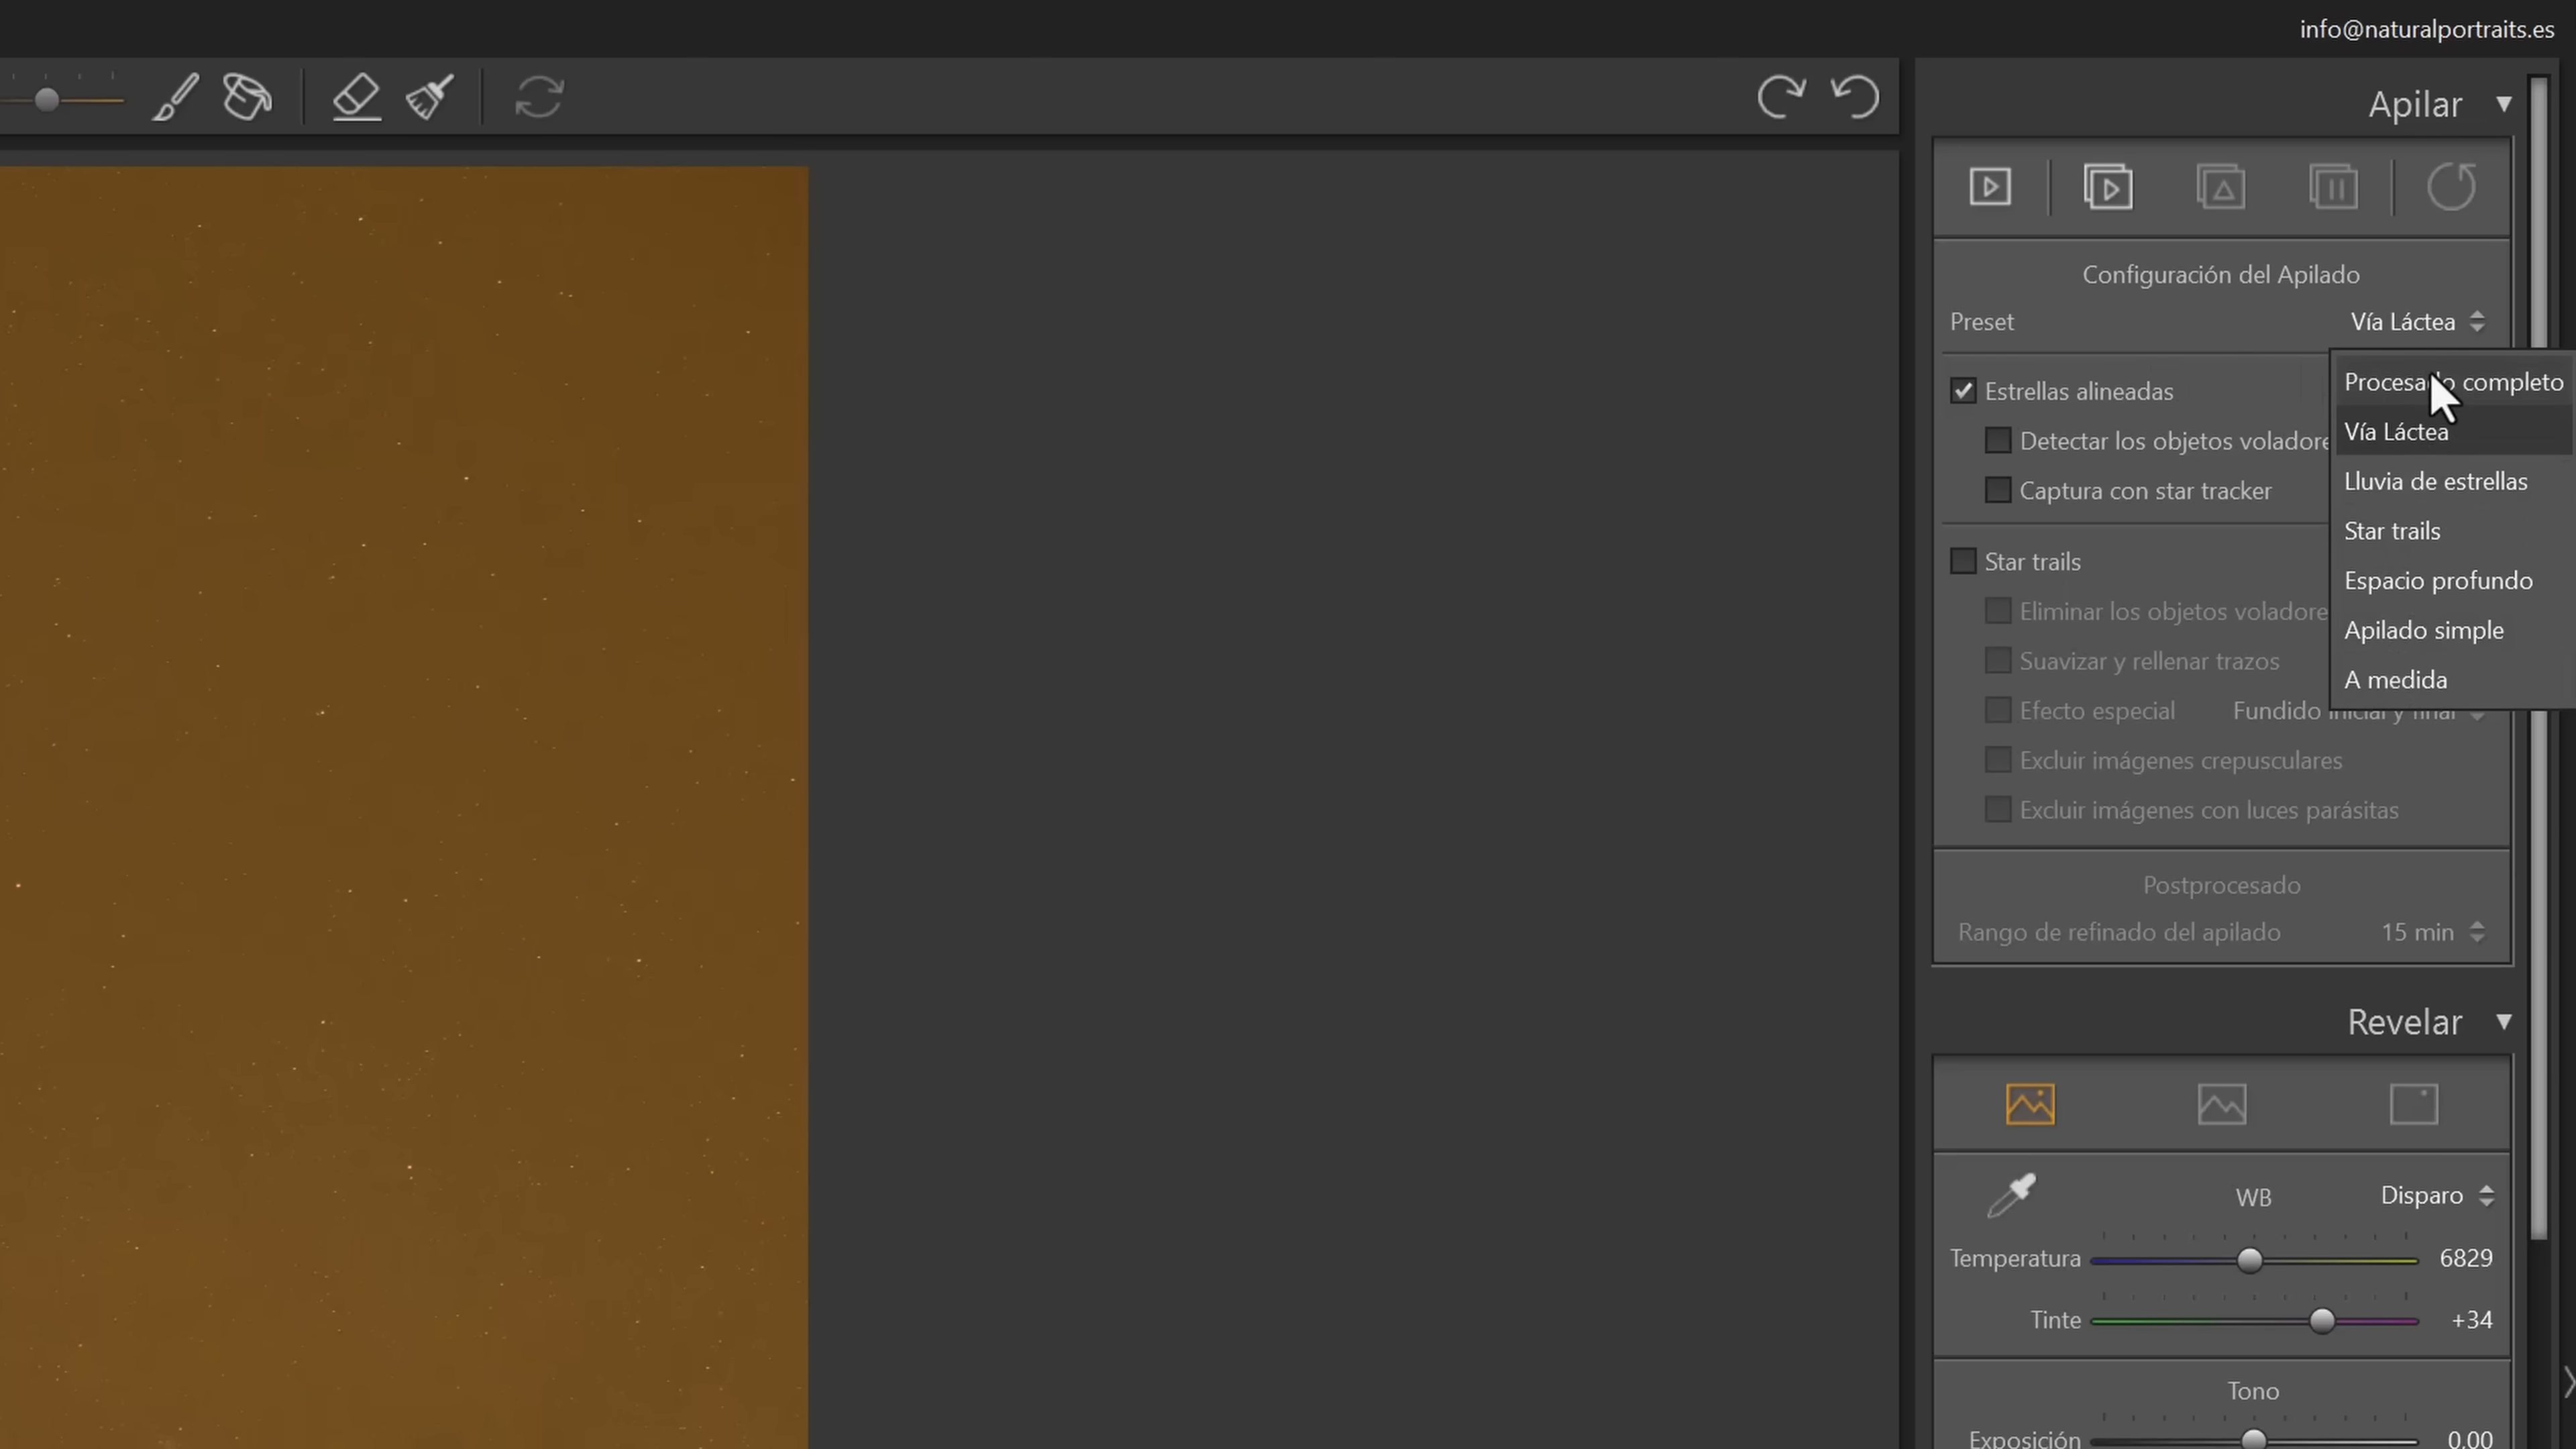 info@naturalportraits.es
Apilar
Configuración del Apilado
Preset Vía Láctea
Procesado completo
Vía Láctea
Lluvia de estrellas
Star trails
Espacio profundo
Apilado simple
A medida
Estrellas alineadas
Detectar los objetos voladore
Captura con star tracker
Star trails
Eliminar los objetos voladore
Suavizar y rellenar trazos
Efecto especial Fundido inicial y final
Excluir imágenes crepusculares
Excluir imágenes con luces parásitas
Postprocesado
Rango de refinado del apilado 15 min
Revelar
WB Disparo
Temperatura 6829
Tinte +34
Tono
Exposición 0,00